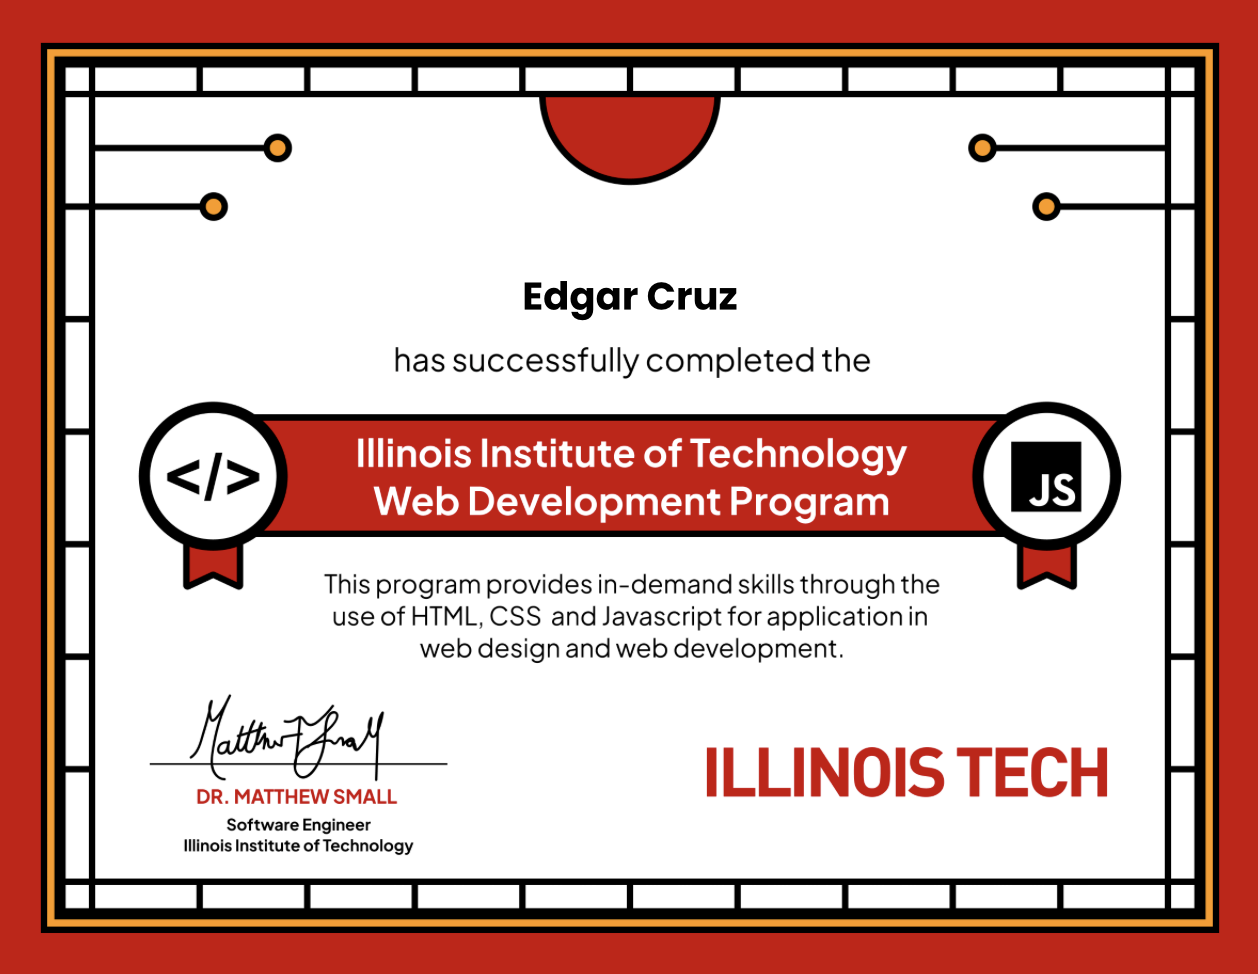 Edgar Cruz
has successfully completed the
</>
Illinois Institute of Technology
Web Development Program
JS
This program provides in-demand skills through the
use of HTML, CSS  and Javascript for application in
web design and web development.
Matthew F Small
DR. MATTHEW SMALL
Software Engineer
Illinois Institute of Technology
ILLINOIS TECH